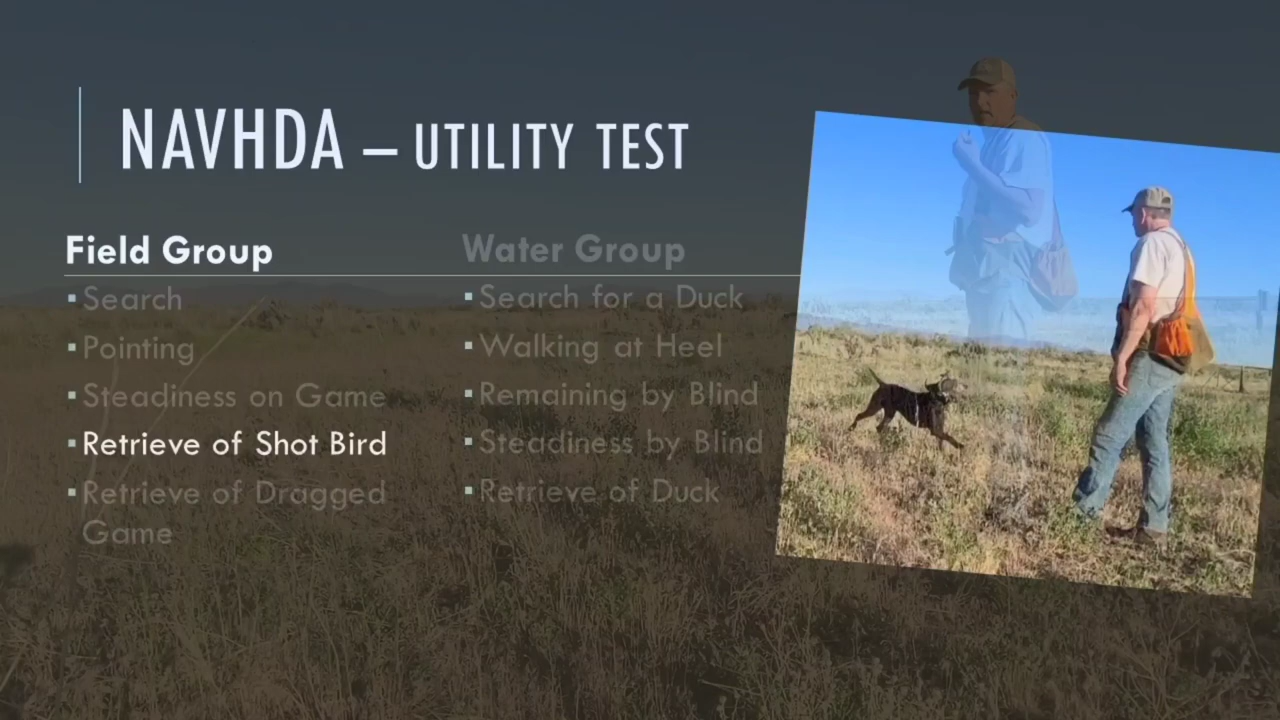 NAVHDA – UTILITY TEST
Field Group
▪ Search
▪ Pointing
▪ Steadiness on Game
▪ Retrieve of Shot Bird
▪ Retrieve of Dragged
Game
Water Group
▪ Search for a Duck
▪ Walking at Heel
▪ Remaining by Blind
▪ Steadiness by Blind
▪ Retrieve of Duck